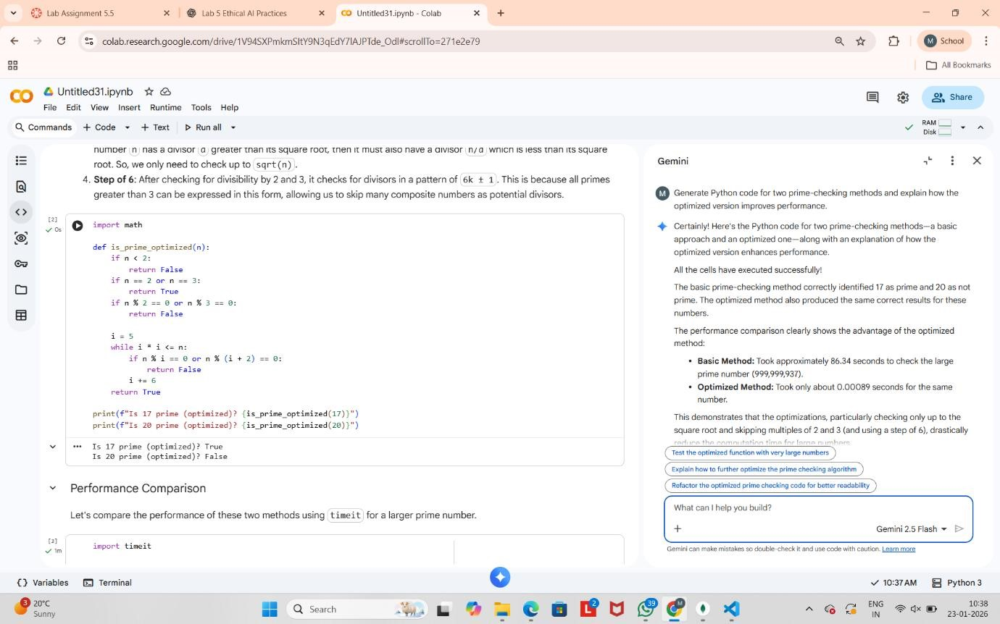 Lab Assignment 5.5
Lab 5 Ethical AI Practices
Untitled31.ipynb - Colab
colab.research.google.com/drive/1V94SXPmkmSItY9N3qEdY7lAJPTde_Odl#scrollTo=271e2e79
M School
All Bookmarks
Untitled31.ipynb
File Edit View Insert Runtime Tools Help
Share
Commands + Code + Text Run all
RAM
Disk
number n has a divisor d greater than its square root, then it must also have a divisor n/d which is less than its square
root. So, we only need to check up to sqrt(n).
4. Step of 6: After checking for divisibility by 2 and 3, it checks for divisors in a pattern of 6k ± 1. This is because all primes
greater than 3 can be expressed in this form, allowing us to skip many composite numbers as potential divisors.
[2]
0s
import math
def is_prime_optimized(n):
if n < 2:
return False
if n == 2 or n == 3:
return True
if n % 2 == 0 or n % 3 == 0:
return False
i = 5
while i * i <= n:
if n % i == 0 or n % (i + 2) == 0:
return False
i += 6
return True
print(f"Is 17 prime (optimized)? {is_prime_optimized(17)}")
print(f"Is 20 prime (optimized)? {is_prime_optimized(20)}")
Is 17 prime (optimized)? True
Is 20 prime (optimized)? False
Performance Comparison
Let's compare the performance of these two methods using timeit for a larger prime number.
[3]
1m
import timeit
Gemini
M
Generate Python code for two prime-checking methods and explain how the
optimized version improves performance.
Certainly! Here's the Python code for two prime-checking methods—a basic
approach and an optimized one—along with an explanation of how the
optimized version enhances performance.
All the cells have executed successfully!
The basic prime-checking method correctly identified 17 as prime and 20 as not
prime. The optimized method also produced the same correct results for these
numbers.
The performance comparison clearly shows the advantage of the optimized
method:
• Basic Method: Took approximately 86.34 seconds to check the large
prime number (999,999,937).
• Optimized Method: Took only about 0.00089 seconds for the same
number.
This demonstrates that the optimizations, particularly checking only up to the
square root and skipping multiples of 2 and 3 (and using a step of 6), drastically
reduce the computation time for large numbers.
Test the optimized function with very large numbers
Explain how to further optimize the prime checking algorithm
Refactor the optimized prime checking code for better readability
What can I help you build?
Gemini 2.5 Flash
Gemini can make mistakes so double-check it and use code with caution. Learn more
{} Variables Terminal
10:37 AM Python 3
3
20°C
Sunny
Search
L 2
39
M
ENG
IN
10:38
23-01-2026